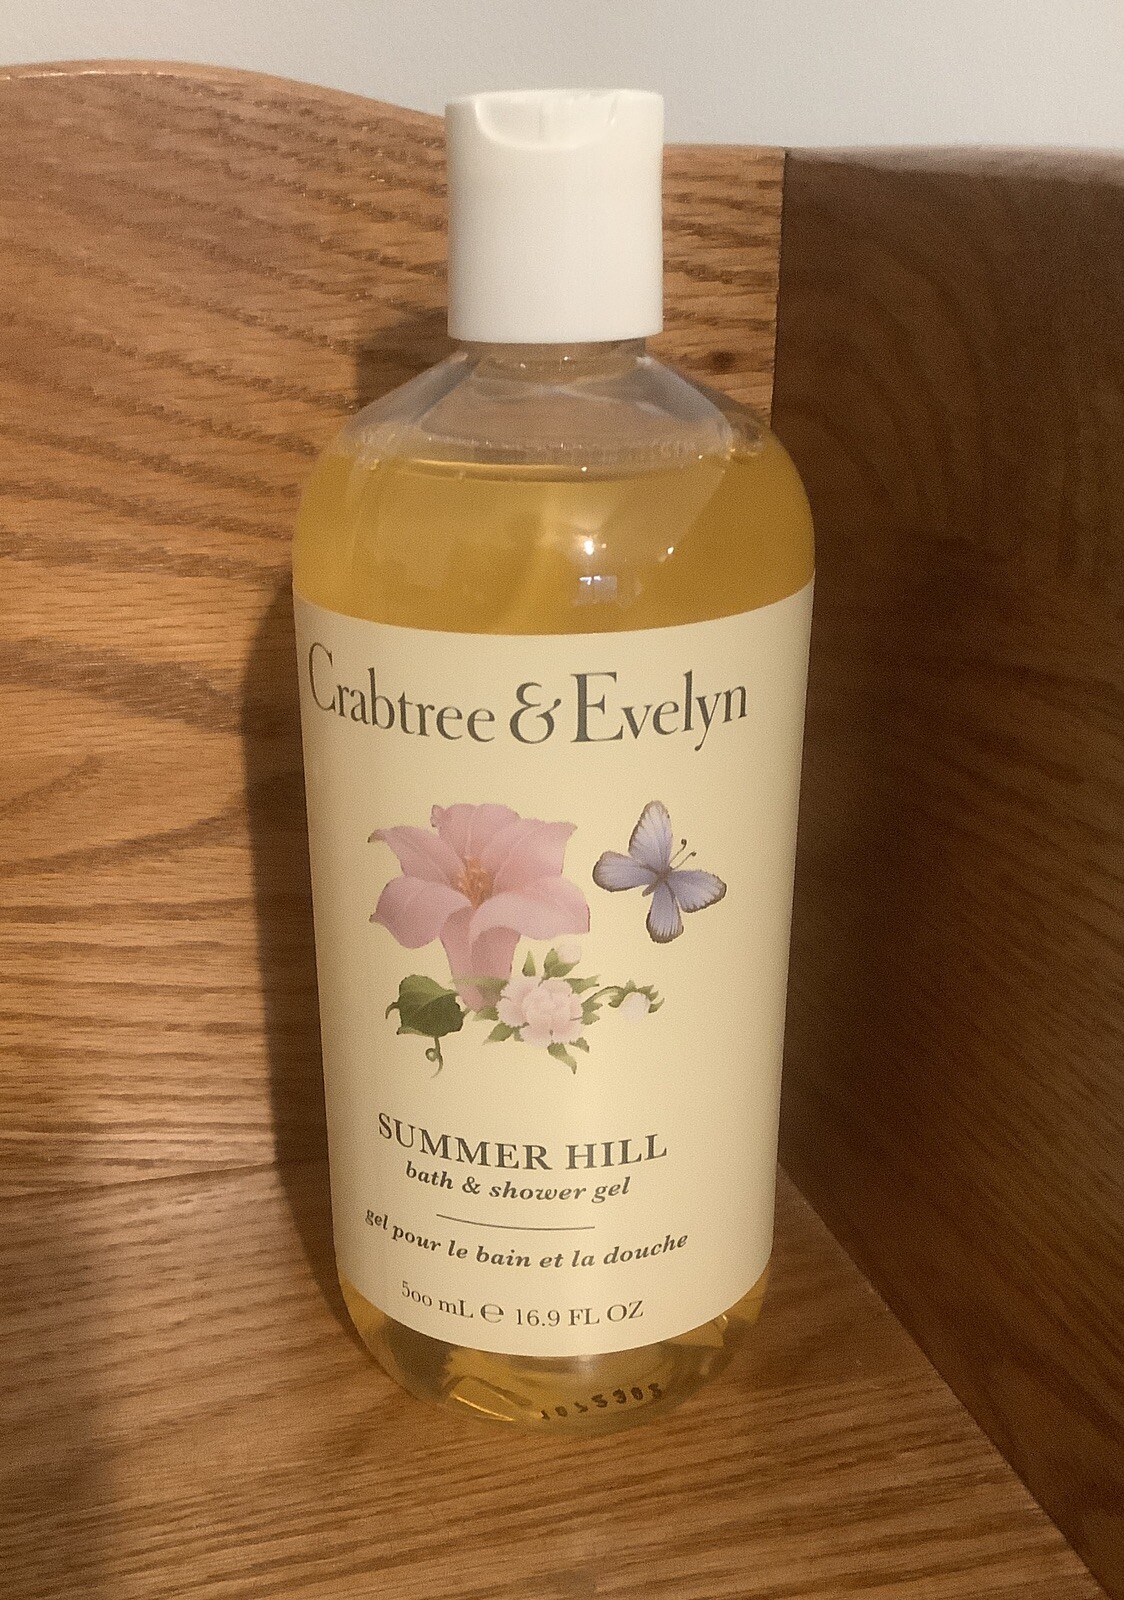 Crabtree & Evelyn
SUMMER HILL
bath & shower gel
gel pour le bain et la douche
500 mL ℮ 16.9 FL OZ